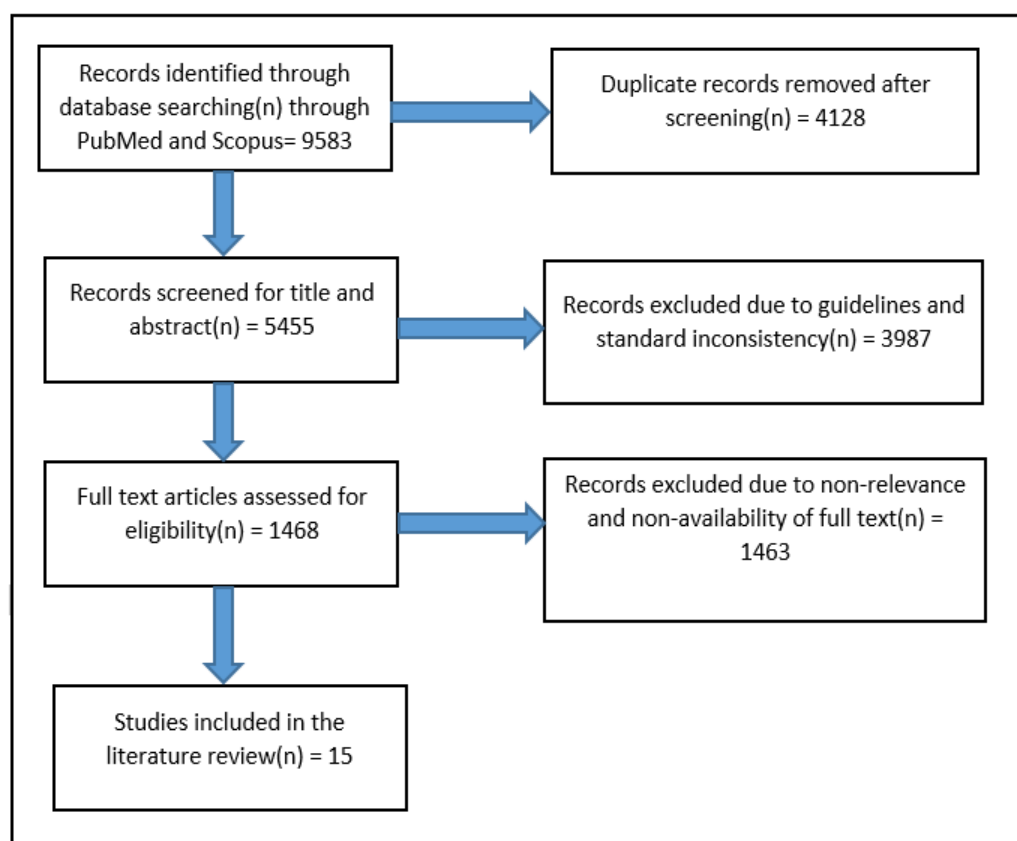 Records identified through
database searching(n) through
PubMed and Scopus= 9583
Duplicate records removed after
screening(n) = 4128
Records screened for title and
abstract(n) = 5455
Records excluded due to guidelines and
standard inconsistency(n) = 3987
Full text articles assessed for
eligibility(n) = 1468
Records excluded due to non-relevance
and non-availability of full text(n) =
1463
Studies included in the
literature review(n) = 15